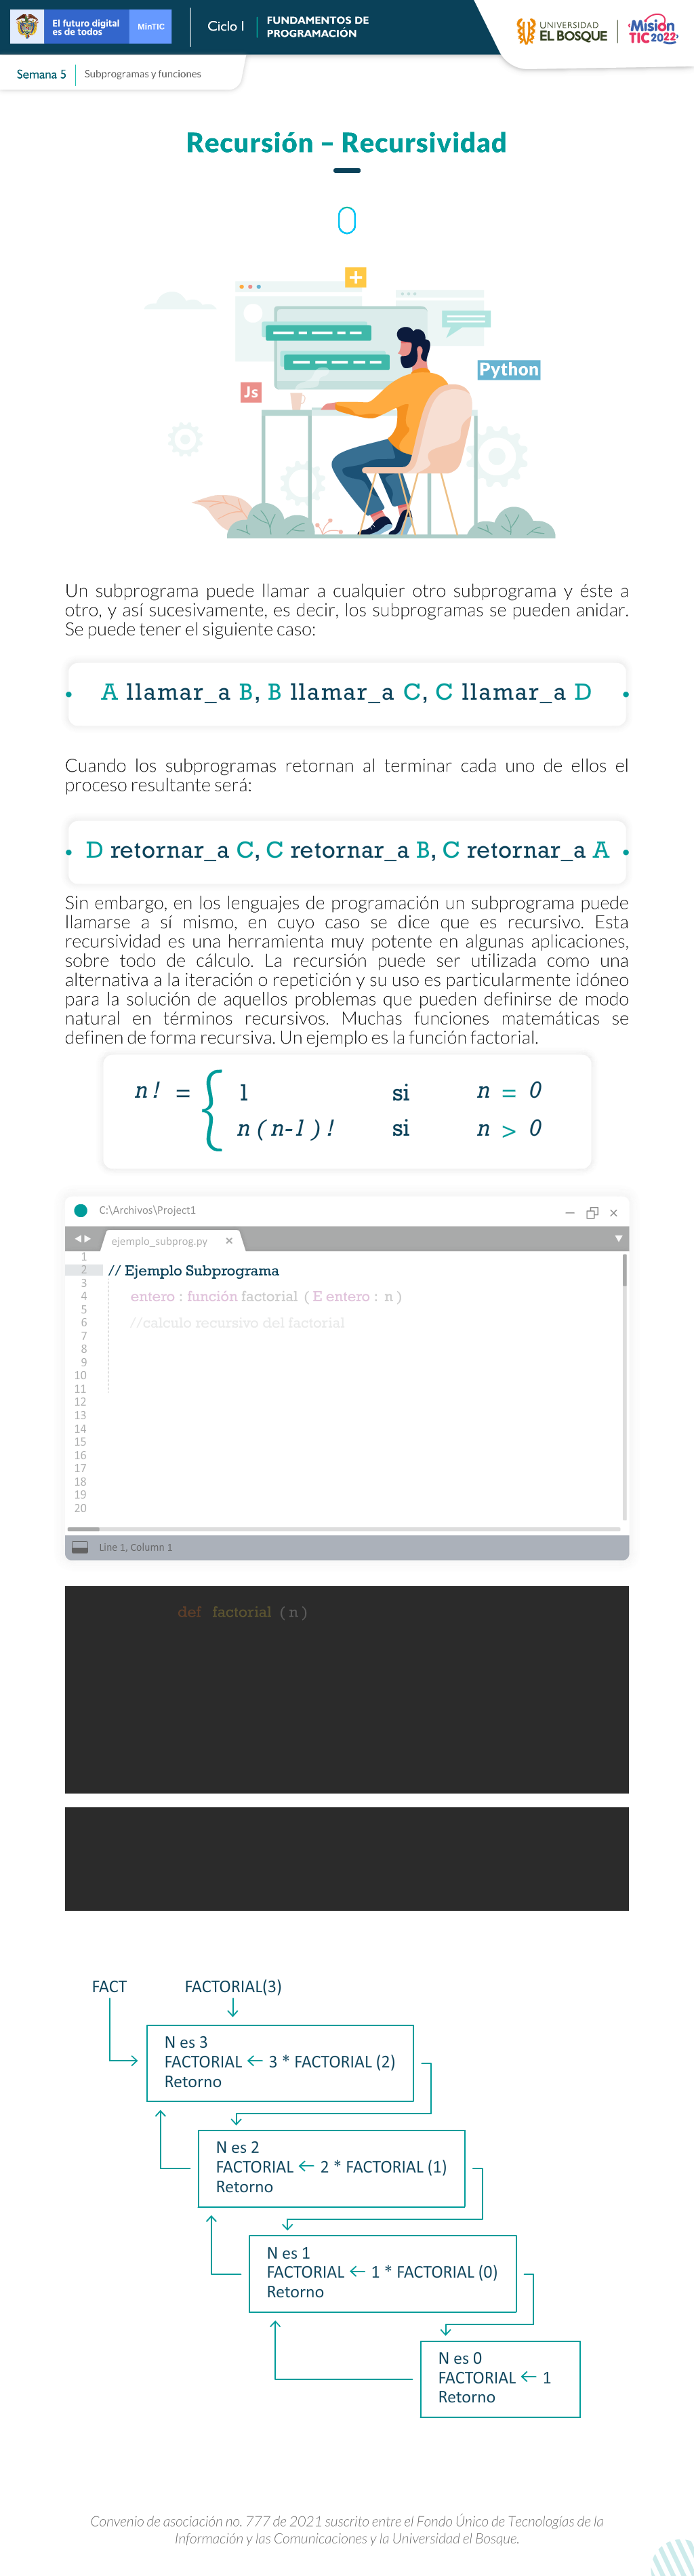 El futuro digital
es de todos
MinTIC
Ciclo I
FUNDAMENTOS DE
PROGRAMACIÓN
UNIVERSIDAD
EL BOSQUE
Misión
TIC2022
Semana 5
Subprogramas y funciones
Recursión – Recursividad
Python
Js
Un subprograma puede llamar a cualquier otro subprograma y éste a
otro, y así sucesivamente, es decir, los subprogramas se pueden anidar.
Se puede tener el siguiente caso:
A llamar_a B, B llamar_a C, C llamar_a D
Cuando los subprogramas retornan al terminar cada uno de ellos el
proceso resultante será:
D retornar_a C, C retornar_a B, C retornar_a A
Sin embargo, en los lenguajes de programación un subprograma puede
llamarse a sí mismo, en cuyo caso se dice que es recursivo. Esta
recursividad es una herramienta muy potente en algunas aplicaciones,
sobre todo de cálculo. La recursión puede ser utilizada como una
alternativa a la iteración o repetición y su uso es particularmente idóneo
para la solución de aquellos problemas que pueden definirse de modo
natural en términos recursivos. Muchas funciones matemáticas se
definen de forma recursiva. Un ejemplo es la función factorial.
n! = { 1 si n = 0
n(n-1)! si n > 0
C:\Archivos\Project1
ejemplo_subprog.py
1
2 // Ejemplo Subprograma
3
4 entero : función factorial ( E entero : n )
5
6 //calculo recursivo del factorial
7
8
9
10
11
12
13
14
15
16
17
18
19
20
Line 1, Column 1
def factorial ( n )
FACT FACTORIAL(3)
N es 3
FACTORIAL ← 3 * FACTORIAL (2)
Retorno
N es 2
FACTORIAL ← 2 * FACTORIAL (1)
Retorno
N es 1
FACTORIAL ← 1 * FACTORIAL (0)
Retorno
N es 0
FACTORIAL ← 1
Retorno
Convenio de asociación no. 777 de 2021 suscrito entre el Fondo Único de Tecnologías de la
Información y las Comunicaciones y la Universidad el Bosque.